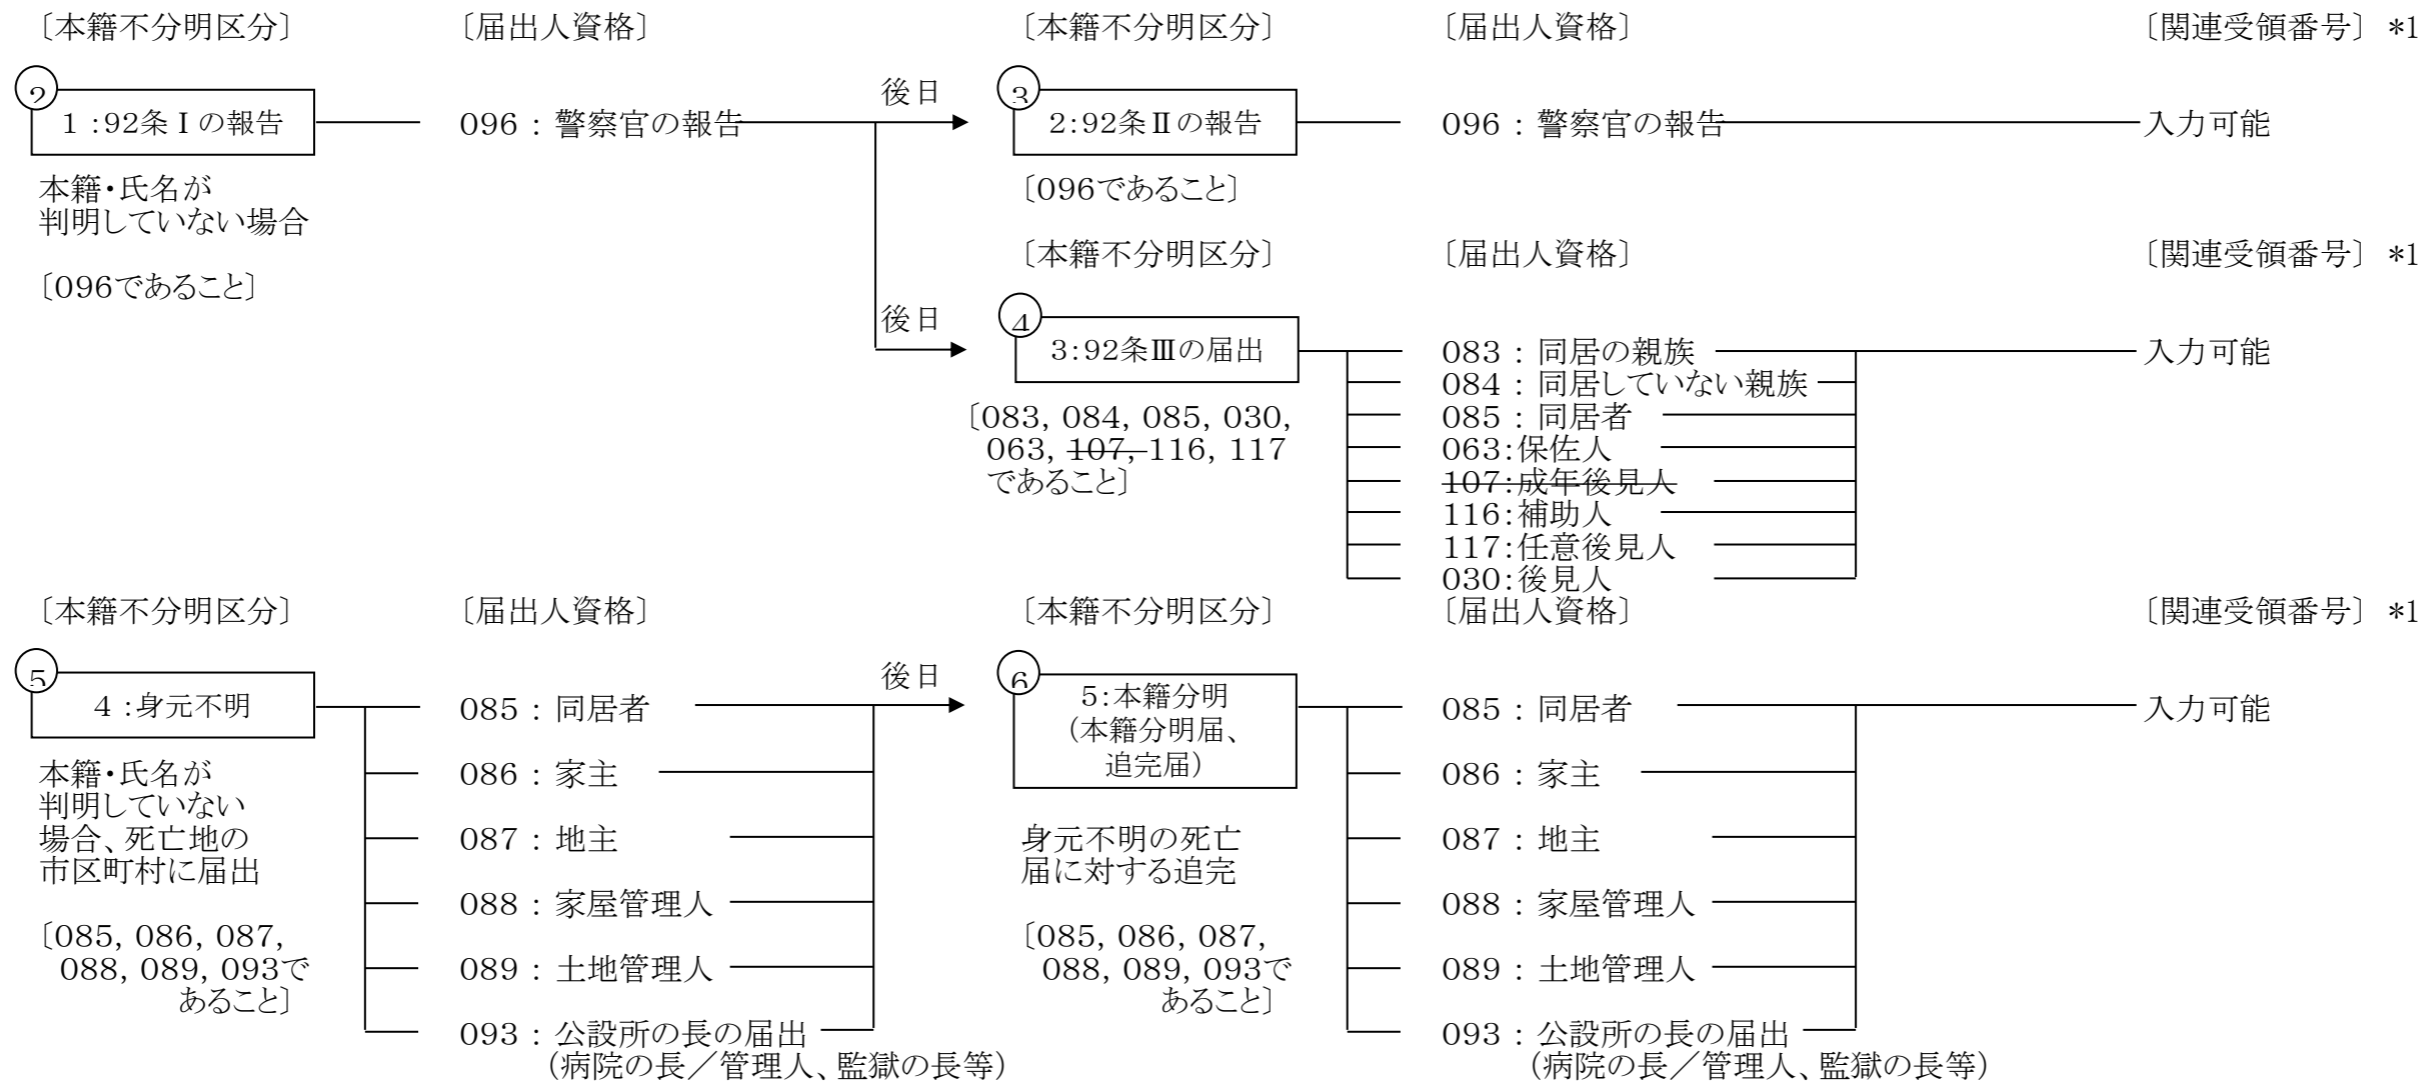 〔本籍不分明区分〕 〔届出人資格〕 〔本籍不分明区分〕 〔届出人資格〕 〔関連受領番号〕 *1
2 後日 3
1:92条Ⅰの報告 096:警察官の報告 2:92条Ⅱの報告 096:警察官の報告 入力可能
本籍・氏名が
判明していない場合
〔096であること〕
〔096であること〕
〔本籍不分明区分〕 〔届出人資格〕 〔関連受領番号〕 *1
後日 4
3:92条Ⅲの届出 083:同居の親族 入力可能
084:同居していない親族
〔083, 084, 085, 030,
063, 107, 116, 117
であること〕
085:同居者
063:保佐人
107:成年後見人
116:補助人
117:任意後見人
030:後見人
〔本籍不分明区分〕 〔届出人資格〕 〔本籍不分明区分〕 〔届出人資格〕 〔関連受領番号〕 *1
5 後日 6
4:身元不明
本籍・氏名が
判明していない
場合、死亡地の
市区町村に届出
〔085, 086, 087,
088, 089, 093で
あること〕
085:同居者
086:家主
087:地主
088:家屋管理人
089:土地管理人
093:公設所の長の届出
(病院の長/管理人、監獄の長等)
5:本籍分明
(本籍分明届、
追完届)
身元不明の死亡
届に対する追完
〔085, 086, 087,
088, 089, 093で
あること〕
085:同居者 入力可能
086:家主
087:地主
088:家屋管理人
089:土地管理人
093:公設所の長の届出
(病院の長/管理人、監獄の長等)